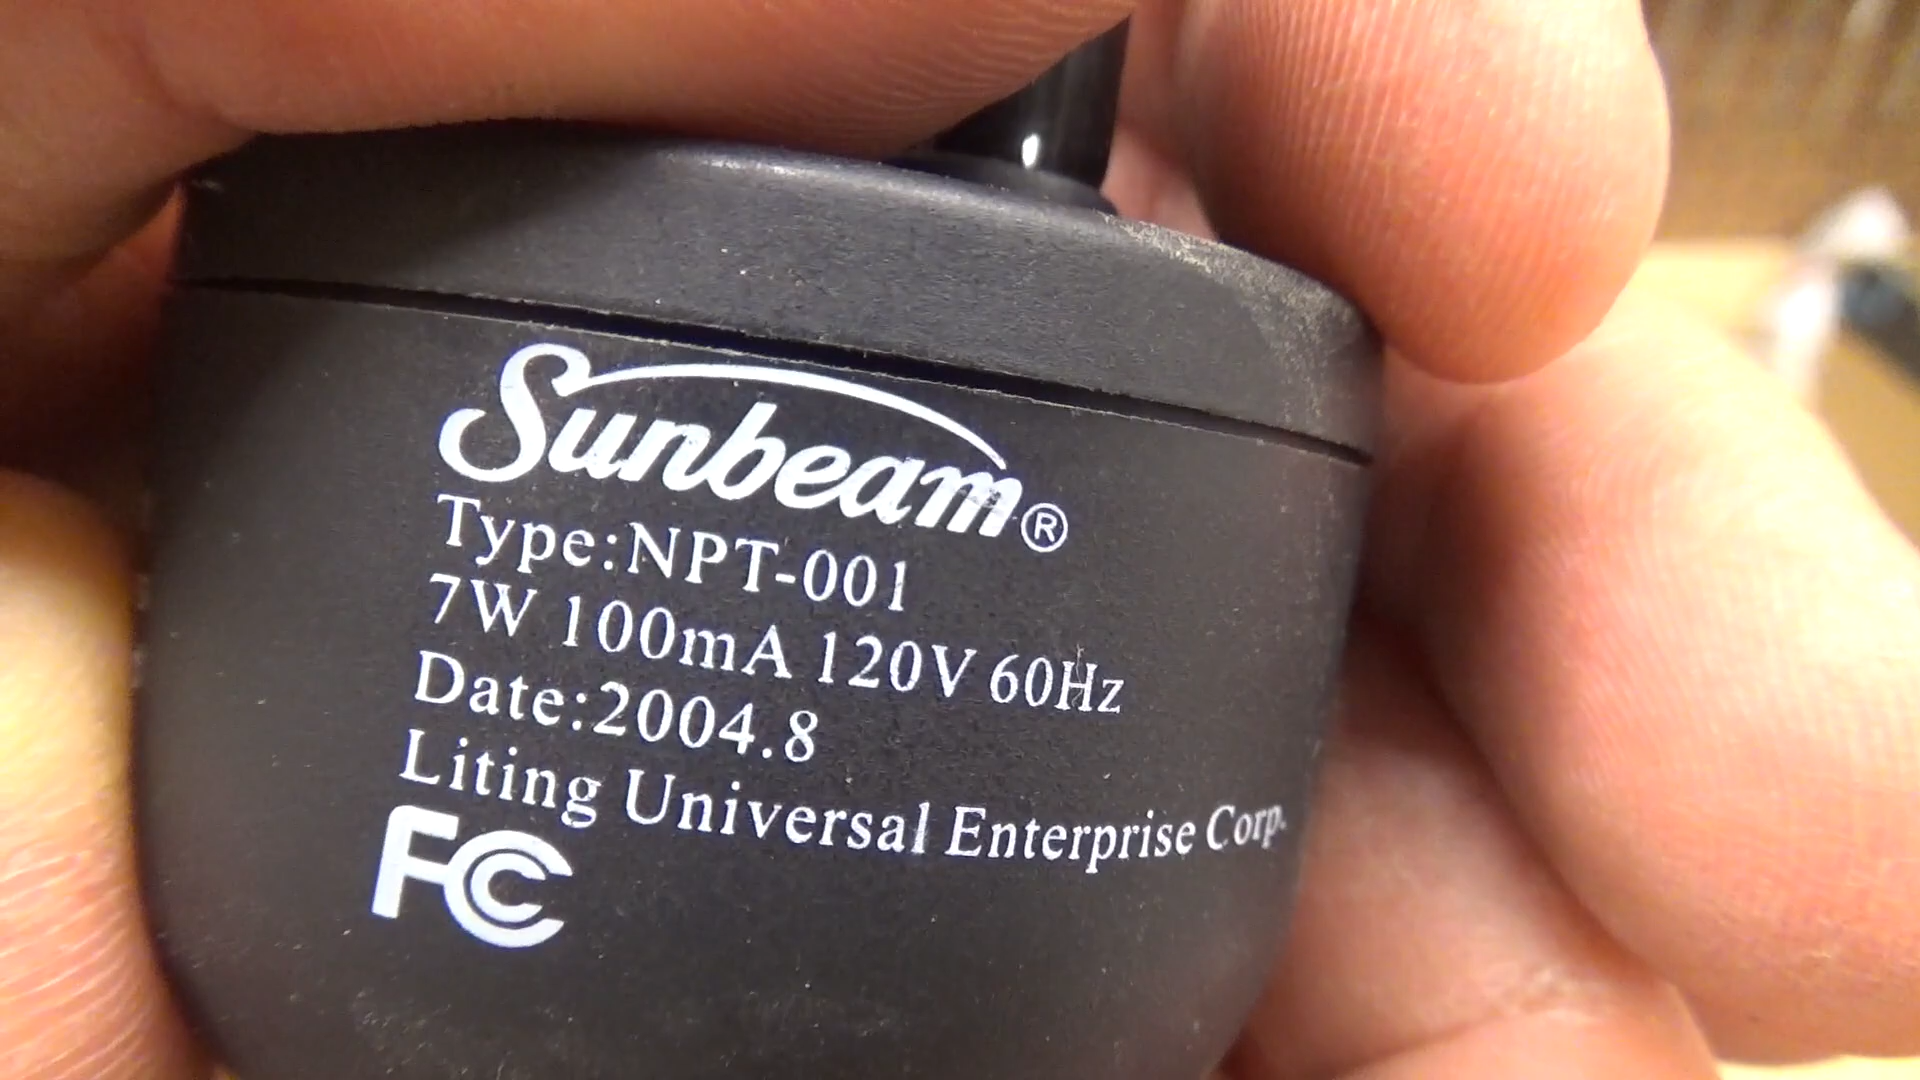 Sunbeam®
Type:NPT-001
7W 100mA 120V 60Hz
Date:2004.8
Liting Universal Enterprise Corp.
FC